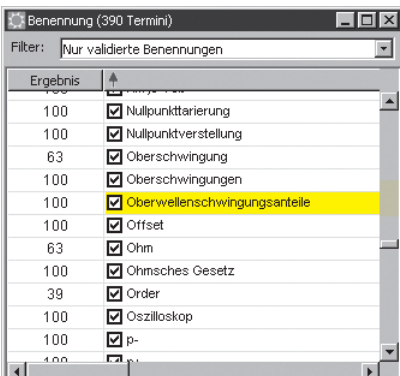 Benennung (390 Termini)
Filter: Nur validierte Benennungen
Ergebnis
100 Nullpunkttarierung
100 Nullpunktverstellung
63 Oberschwingung
100 Oberschwingungen
100 Oberwellenschwingungsanteile
100 Offset
63 Ohm
100 Ohmsches Gesetz
39 Order
100 Oszilloskop
100 p-
100